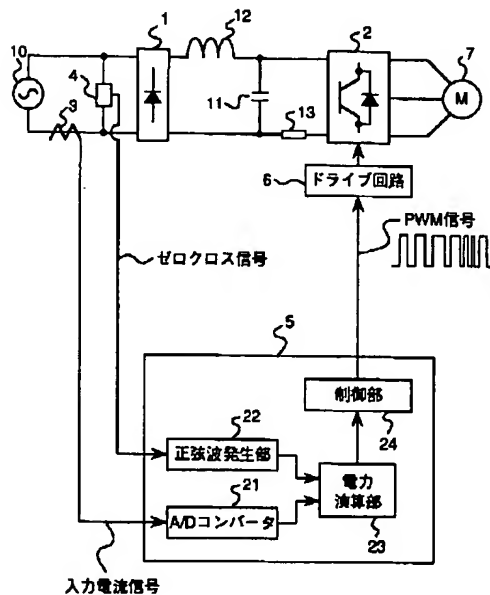 10
4
3
1
12
11
13
2
7
M
6
ドライブ回路
PWM信号
ゼロクロス信号
5
制御部
24
22
正弦波発生部
21
A/Dコンバータ
電力
演算部
23
入力電流信号